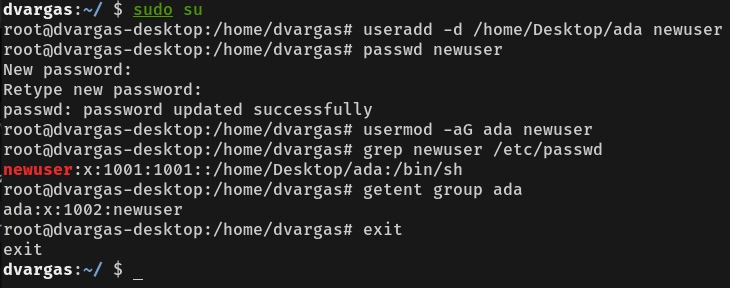 dvargas:~/ $ sudo su
root@dvargas-desktop:/home/dvargas# useradd -d /home/Desktop/ada newuser
root@dvargas-desktop:/home/dvargas# passwd newuser
New password:
Retype new password:
passwd: password updated successfully
root@dvargas-desktop:/home/dvargas# usermod -aG ada newuser
root@dvargas-desktop:/home/dvargas# grep newuser /etc/passwd
newuser:x:1001:1001::/home/Desktop/ada:/bin/sh
root@dvargas-desktop:/home/dvargas# getent group ada
ada:x:1002:newuser
root@dvargas-desktop:/home/dvargas# exit
exit
dvargas:~/ $ _